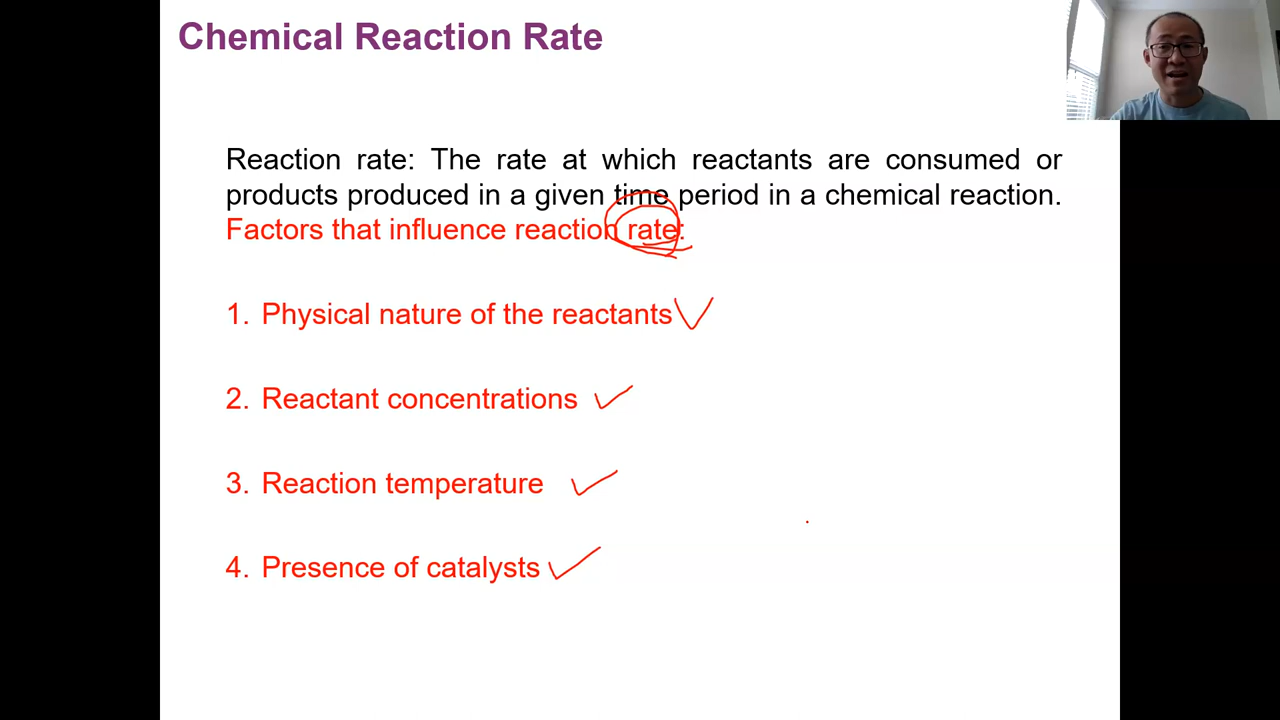 Chemical Reaction Rate
Reaction rate: The rate at which reactants are consumed or
products produced in a given time period in a chemical reaction.
Factors that influence reaction rate:
1. Physical nature of the reactants
2. Reactant concentrations
3. Reaction temperature
4. Presence of catalysts